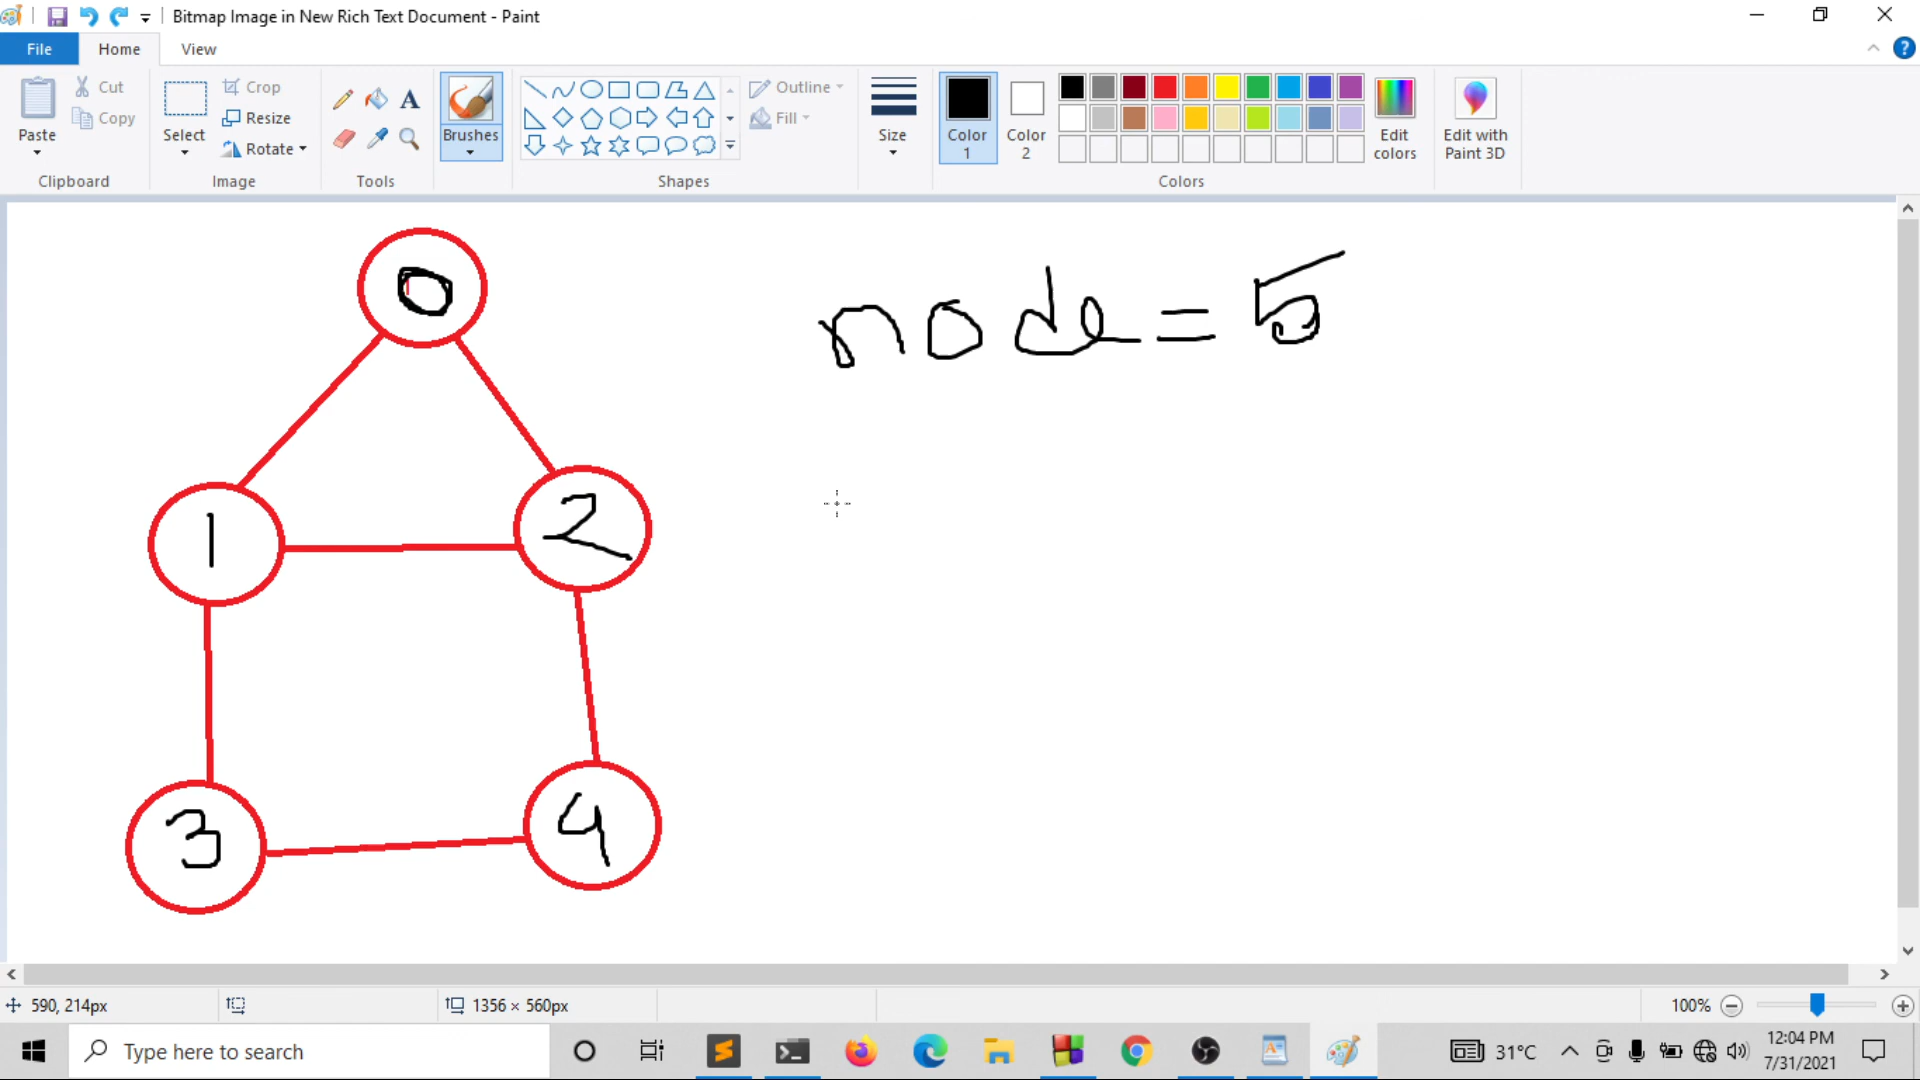 Bitmap Image in New Rich Text Document - Paint
File Home View
Paste Cut Copy
Clipboard
Select Crop Resize Rotate
Image
Tools
Brushes
Shapes
Outline Fill
Size
Color 1 Color 2
Edit colors
Colors
Edit with Paint 3D
0
node = 5
1 2
3 4
590, 214px 1356 × 560px 100%
Type here to search 31°C 12:04 PM
7/31/2021